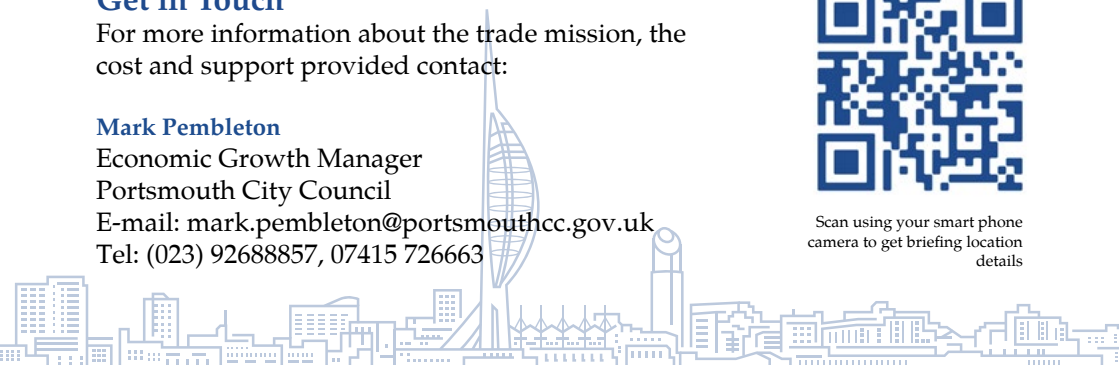 Get in Touch
For more information about the trade mission, the
cost and support provided contact:
Mark Pembleton
Economic Growth Manager
Portsmouth City Council
E-mail: mark.pembleton@portsmouthcc.gov.uk
Tel: (023) 92688857, 07415 726663
Scan using your smart phone
camera to get briefing location
details